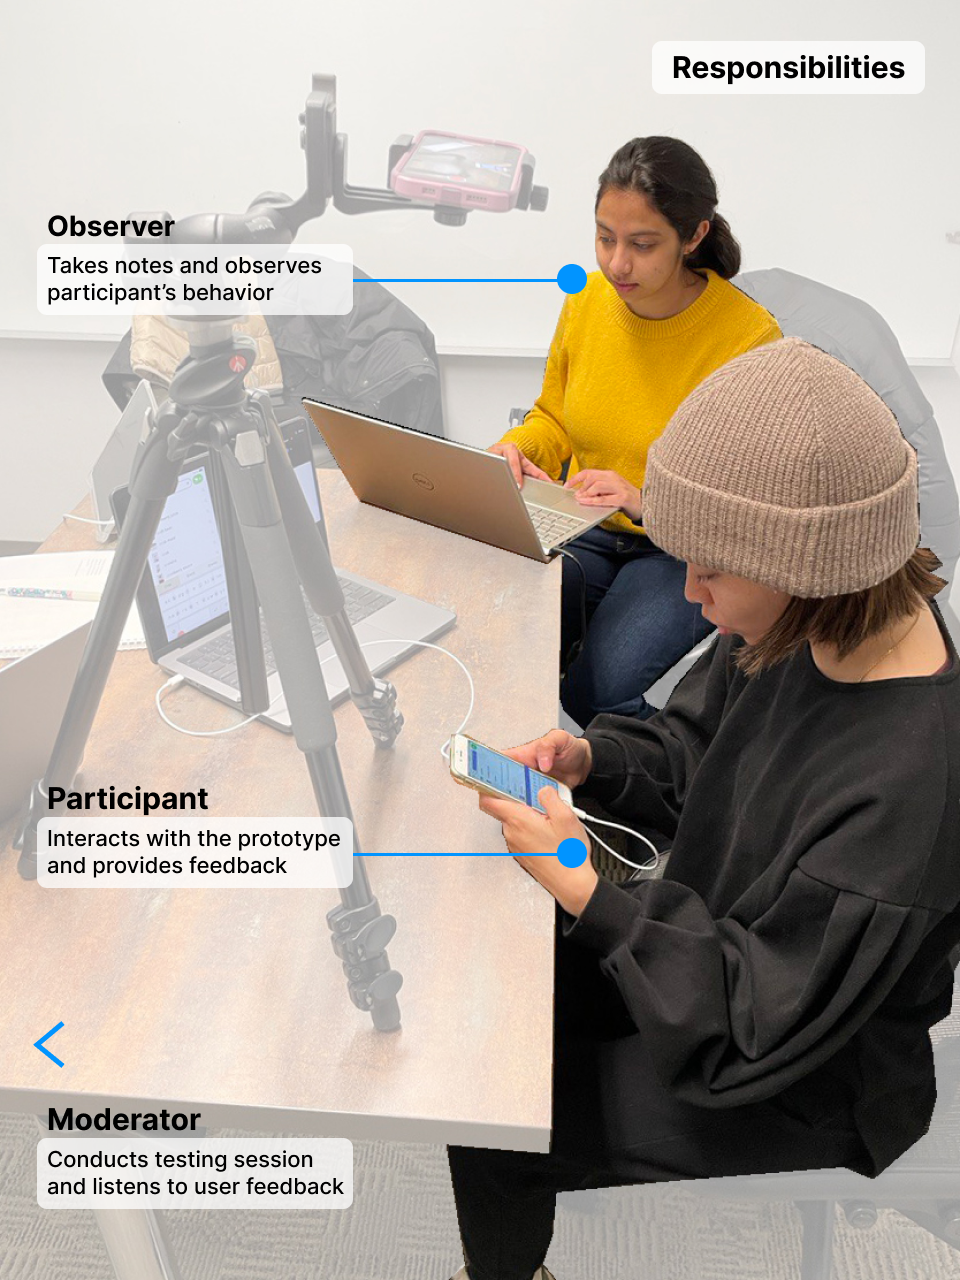 Responsibilities
Observer
Takes notes and observes
participant’s behavior
DELL
Participant
Interacts with the prototype
and provides feedback
Moderator
Conducts testing session
and listens to user feedback